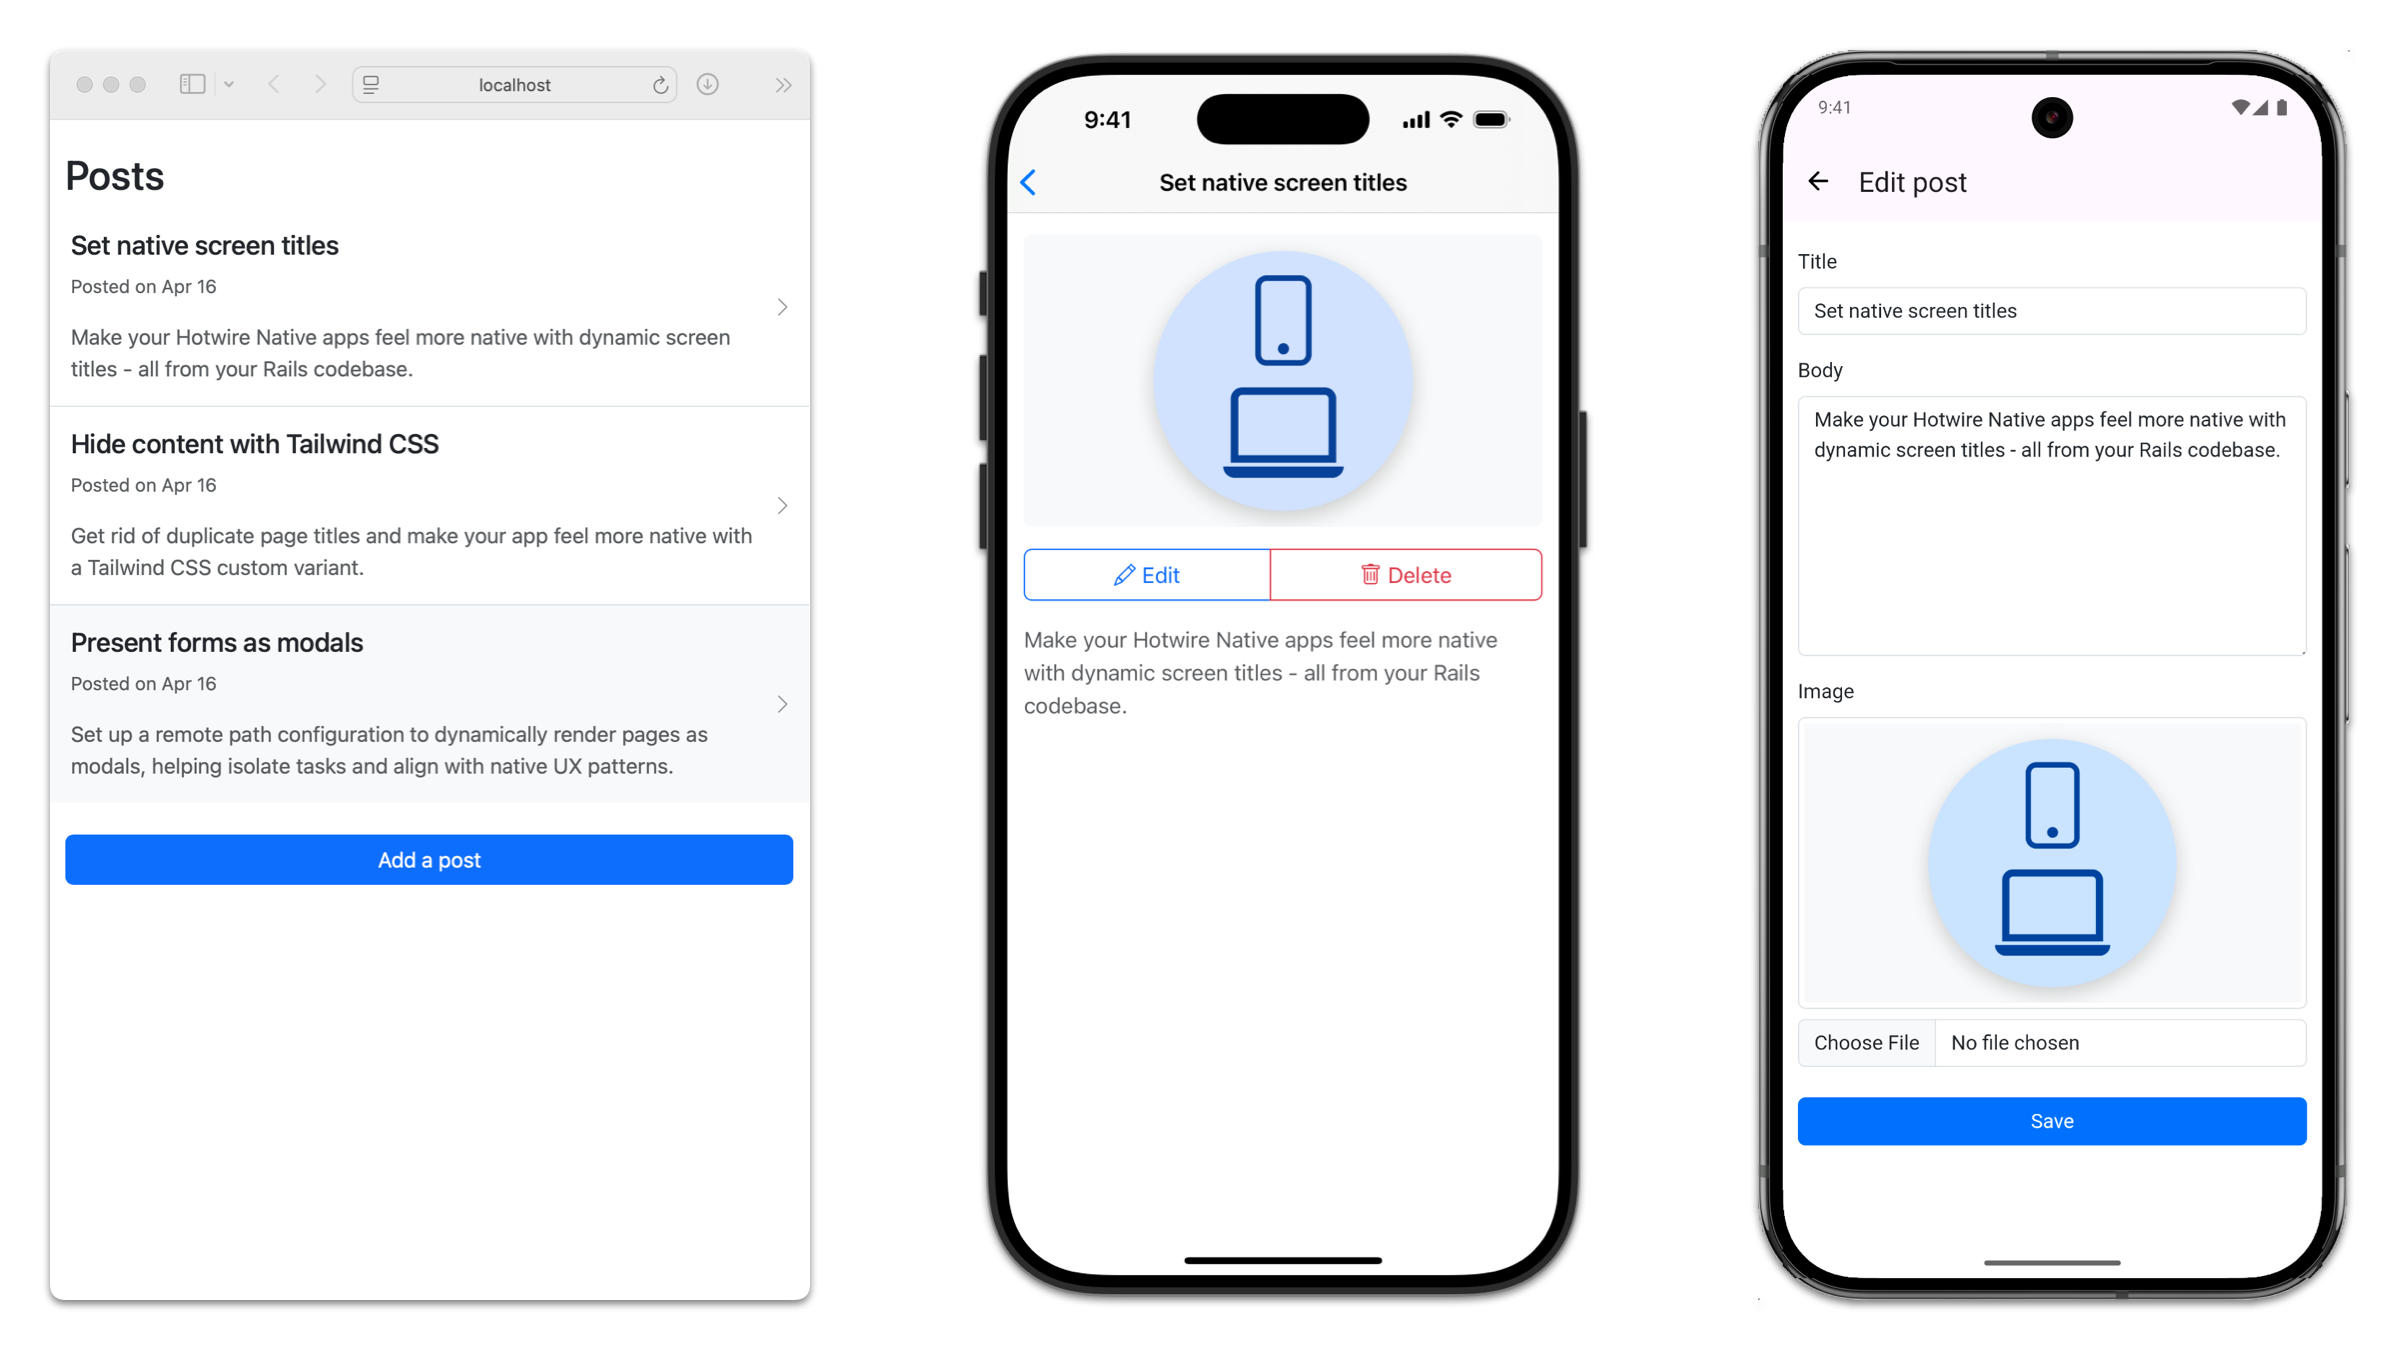 localhost
Posts
Set native screen titles
Posted on Apr 16
Make your Hotwire Native apps feel more native with dynamic screen
titles - all from your Rails codebase.
Hide content with Tailwind CSS
Posted on Apr 16
Get rid of duplicate page titles and make your app feel more native with
a Tailwind CSS custom variant.
Present forms as modals
Posted on Apr 16
Set up a remote path configuration to dynamically render pages as
modals, helping isolate tasks and align with native UX patterns.
Add a post
9:41
Set native screen titles
Edit
Delete
Make your Hotwire Native apps feel more native
with dynamic screen titles - all from your Rails
codebase.
9:41
Edit post
Title
Set native screen titles
Body
Make your Hotwire Native apps feel more native with
dynamic screen titles - all from your Rails codebase.
Image
Choose File No file chosen
Save